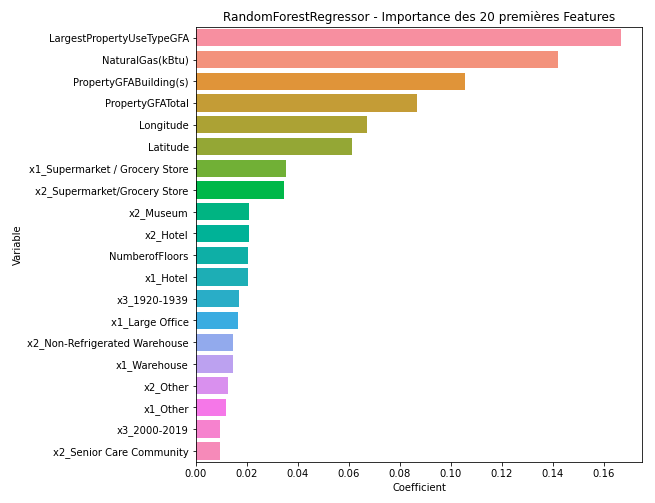 RandomForestRegressor - Importance des 20 premières Features
LargestPropertyUseTypeGFA
NaturalGas(kBtu)
PropertyGFABuilding(s)
PropertyGFATotal
Longitude
Latitude
x1_Supermarket / Grocery Store
x2_Supermarket/Grocery Store
x2_Museum
x2_Hotel
NumberofFloors
x1_Hotel
x3_1920-1939
x1_Large Office
x2_Non-Refrigerated Warehouse
x1_Warehouse
x2_Other
x1_Other
x3_2000-2019
x2_Senior Care Community
Variable
0.00 0.02 0.04 0.06 0.08 0.10 0.12 0.14 0.16
Coefficient